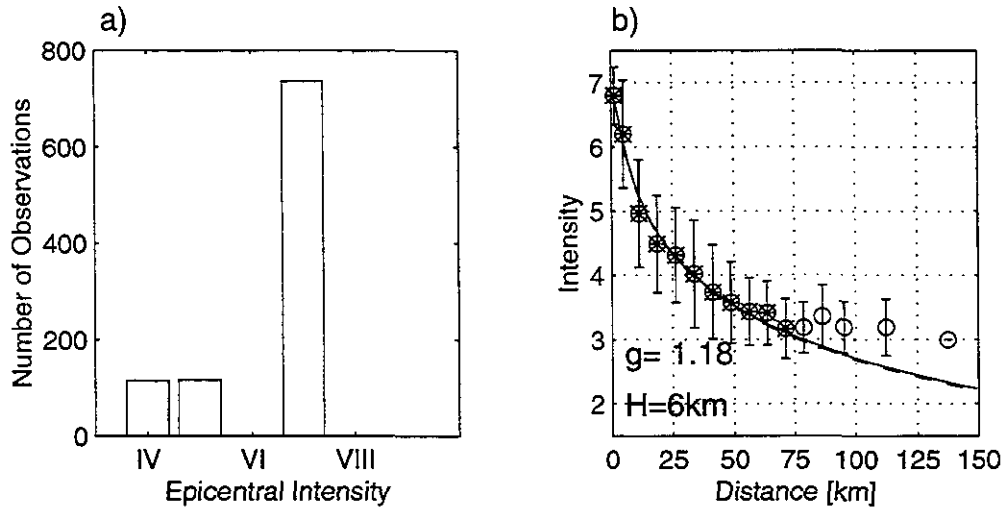 a)
800
600
400
200
0
Number of Observations
IV VI VIII
Epicentral Intensity
b)
7
6
5
4
3
2
Intensity
g= 1.18
H=6km
0 25 50 75 100 125 150
Distance [km]